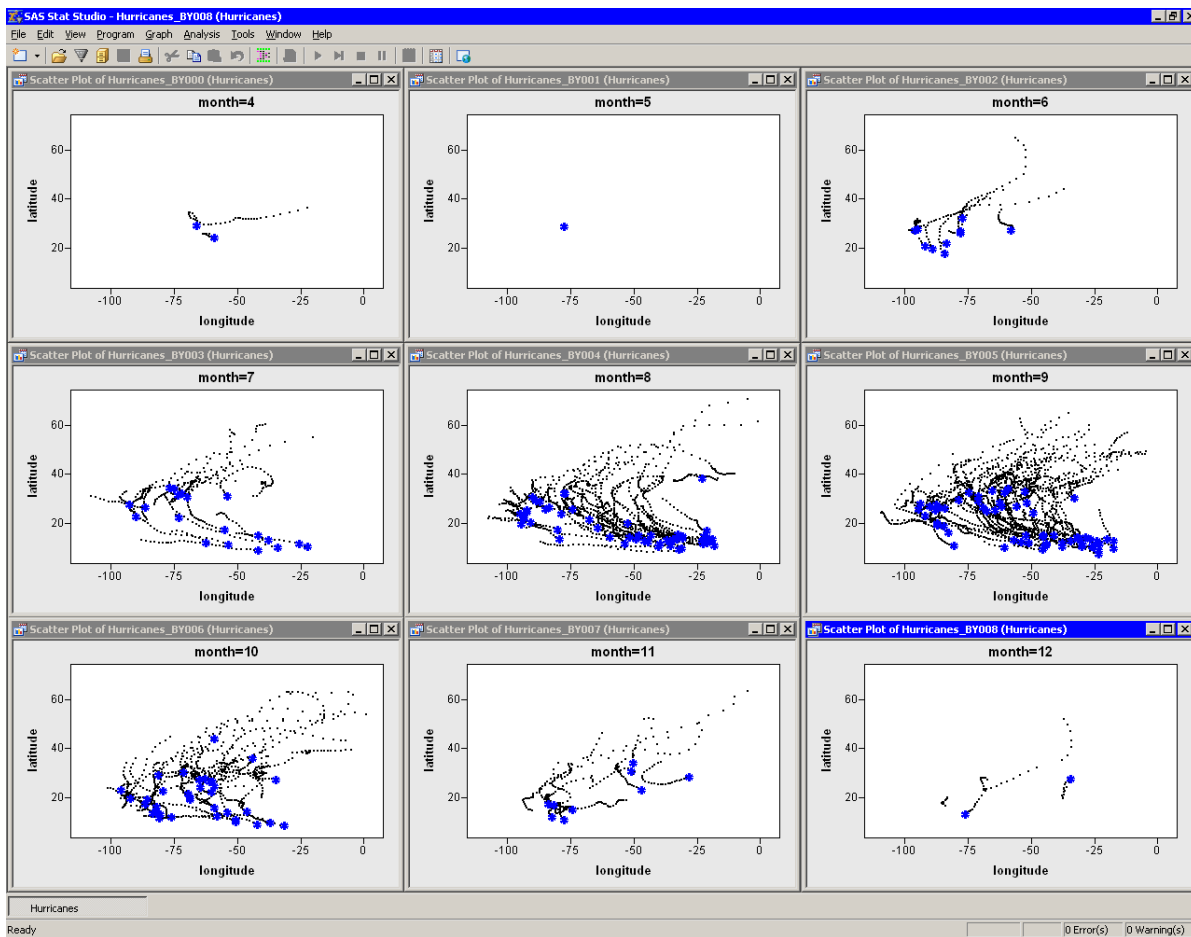 SAS Stat Studio - Hurricanes_BY008 (Hurricanes)
File Edit View Program Graph Analysis Tools Window Help
Scatter Plot of Hurricanes_BY000 (Hurricanes)
month=4
latitude
60
40
20
-100 -75 -50 -25 0
longitude
Scatter Plot of Hurricanes_BY001 (Hurricanes)
month=5
latitude
60
40
20
-100 -75 -50 -25 0
longitude
Scatter Plot of Hurricanes_BY002 (Hurricanes)
month=6
latitude
60
40
20
-100 -75 -50 -25 0
longitude
Scatter Plot of Hurricanes_BY003 (Hurricanes)
month=7
latitude
60
40
20
-100 -75 -50 -25 0
longitude
Scatter Plot of Hurricanes_BY004 (Hurricanes)
month=8
latitude
60
40
20
-100 -75 -50 -25 0
longitude
Scatter Plot of Hurricanes_BY005 (Hurricanes)
month=9
latitude
60
40
20
-100 -75 -50 -25 0
longitude
Scatter Plot of Hurricanes_BY006 (Hurricanes)
month=10
latitude
60
40
20
-100 -75 -50 -25 0
longitude
Scatter Plot of Hurricanes_BY007 (Hurricanes)
month=11
latitude
60
40
20
-100 -75 -50 -25 0
longitude
Scatter Plot of Hurricanes_BY008 (Hurricanes)
month=12
latitude
60
40
20
-100 -75 -50 -25 0
longitude
Hurricanes
Ready 0 Error(s) 0 Warning(s)